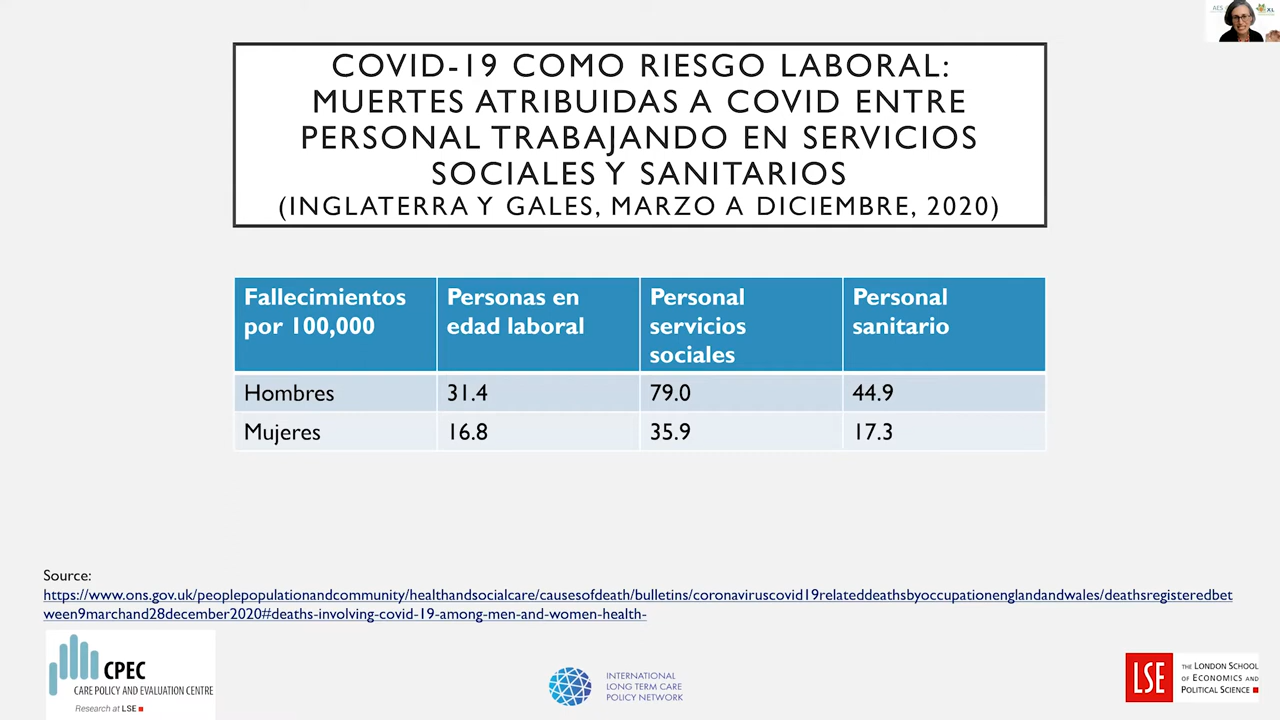 COVID-19 COMO RIESGO LABORAL:
MUERTES ATRIBUIDAS A COVID ENTRE
PERSONAL TRABAJANDO EN SERVICIOS
SOCIALES Y SANITARIOS
(INGLATERRA Y GALES, MARZO A DICIEMBRE, 2020)
Fallecimientos por 100,000
Personas en edad laboral
Personal servicios sociales
Personal sanitario
Hombres 31.4 79.0 44.9
Mujeres 16.8 35.9 17.3
Source:
https://www.ons.gov.uk/peoplepopulationandcommunity/healthandsocialcare/causesofdeath/bulletins/coronaviruscovid19relateddeathsbyoccupationenglandandwales/deathsregisteredbet
ween9marchand28december2020#deaths-involving-covid-19-among-men-and-women-health-
CPEC
CARE POLICY AND EVALUATION CENTRE
Research at LSE
INTERNATIONAL
LONG TERM CARE
POLICY NETWORK
LSE
THE LONDON SCHOOL
OF ECONOMICS AND
POLITICAL SCIENCE